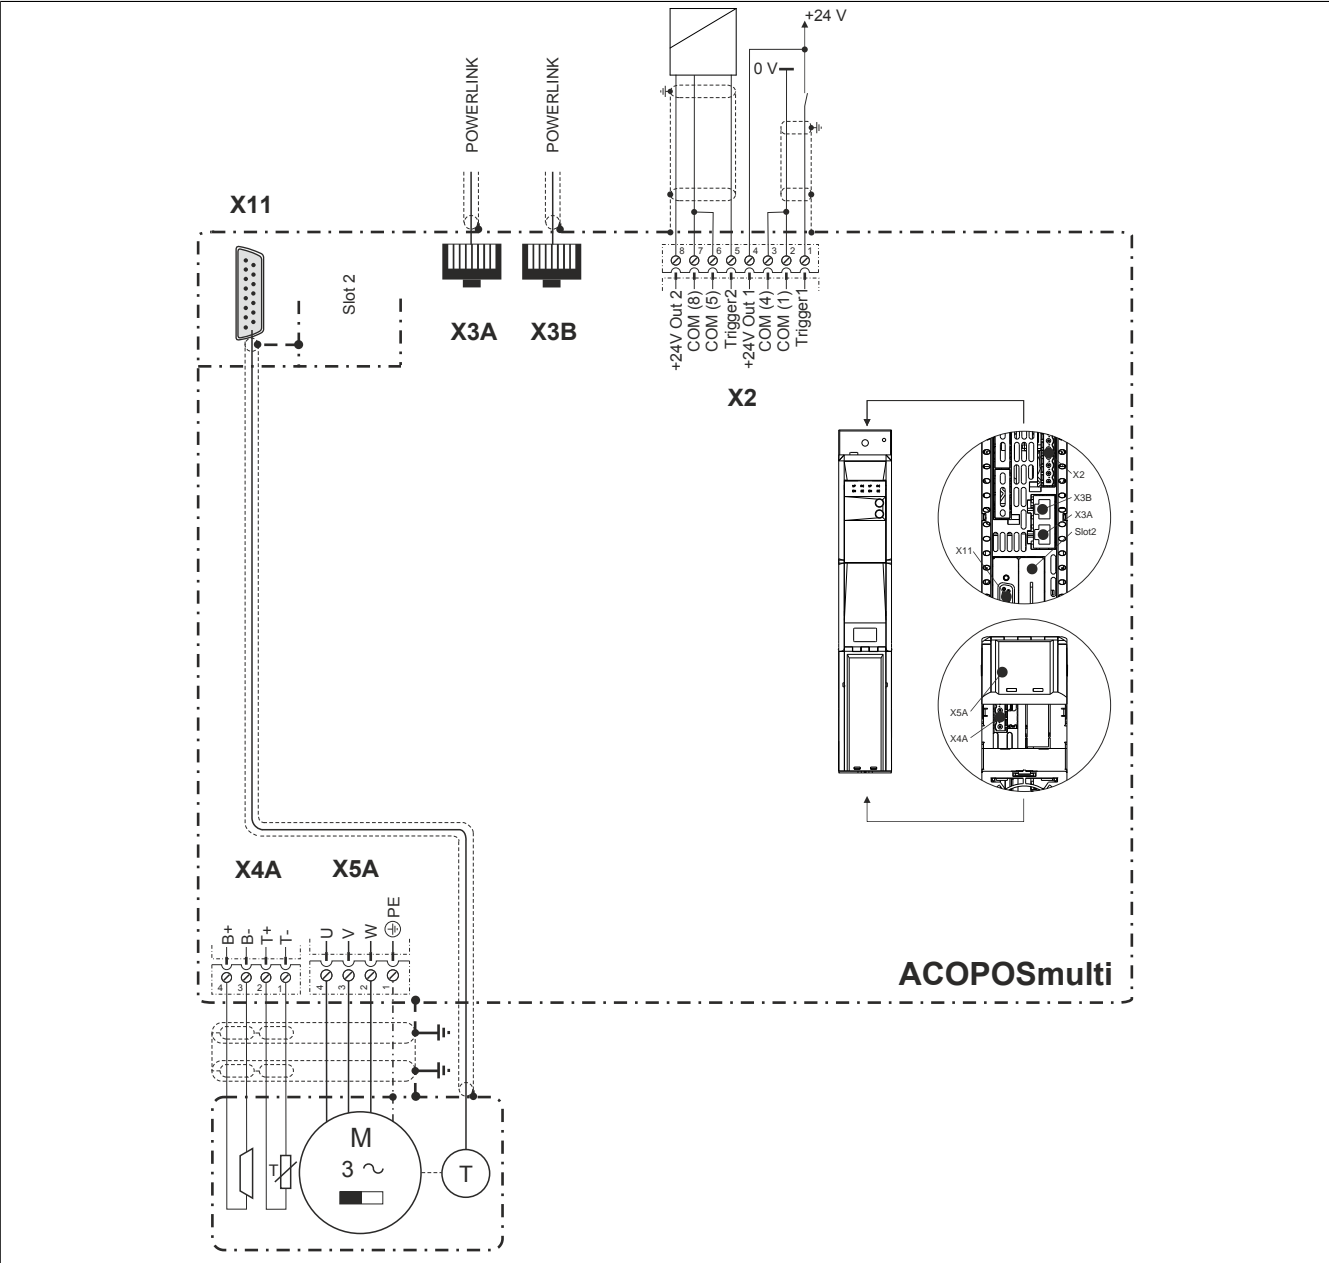 +24 V
0 V
POWERLINK
POWERLINK
X11
Slot 2
X3A
X3B
8 7 6 5 4 3 2 1
+24V Out 2
COM (8)
COM (5)
Trigger2
+24V Out 1
COM (4)
COM (1)
Trigger1
X2
X2
X3B
X3A
Slot2
X11
X5A
X4A
X4A
X5A
B+
B-
T+
T-
U
V
W
PE
4 3 2 1
4 3 2 1
ACOPOSmulti
M
3
T
T